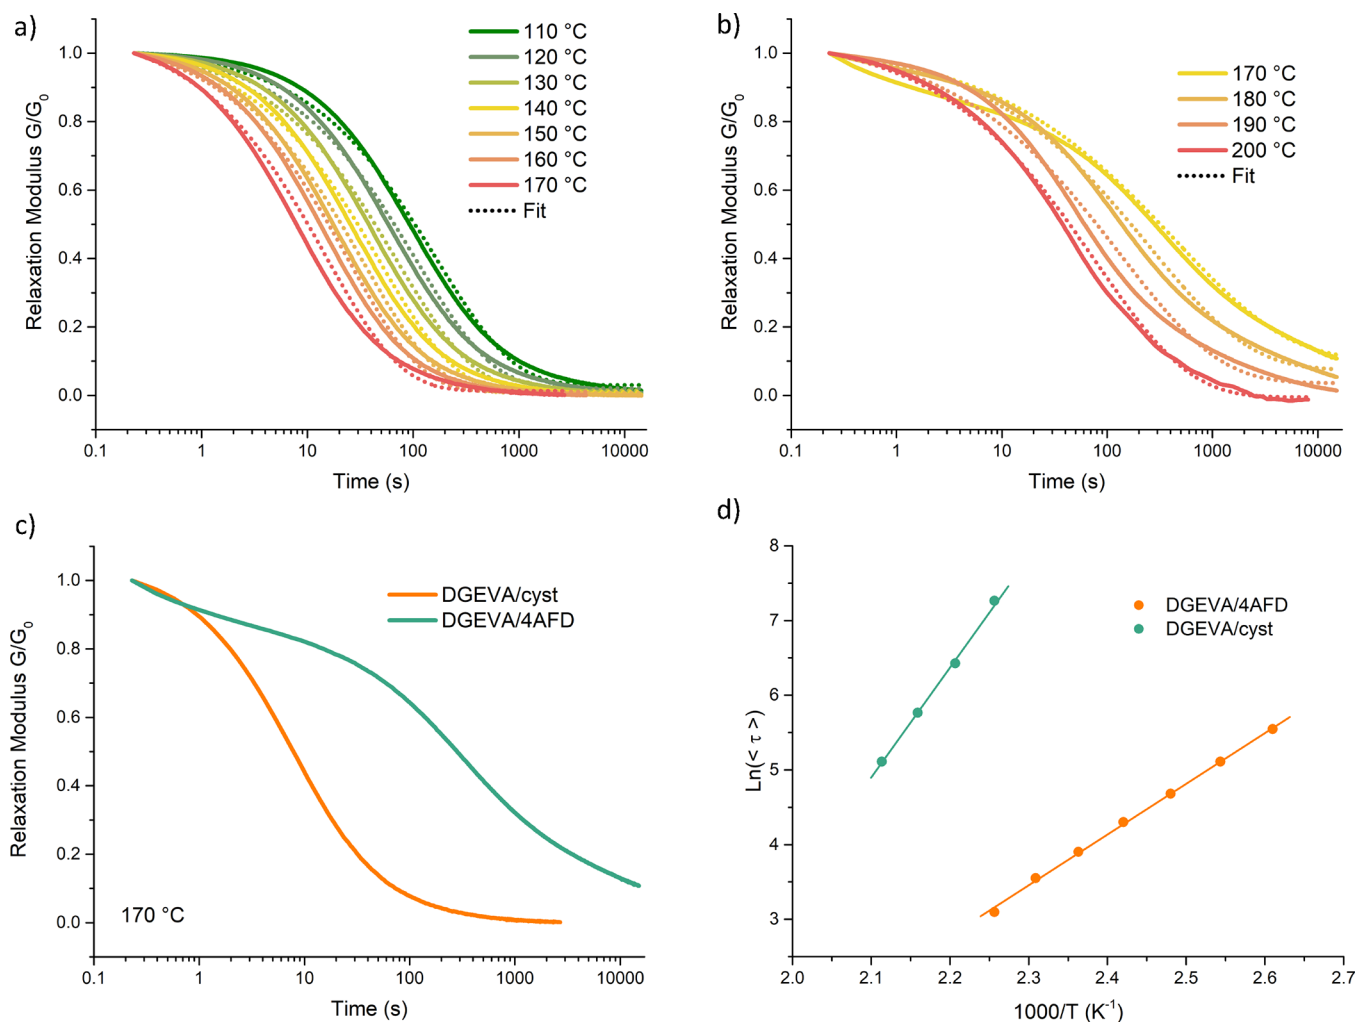 a)
110 °C
120 °C
130 °C
140 °C
150 °C
160 °C
170 °C
Fit
Relaxation Modulus G/G0
1.0
0.8
0.6
0.4
0.2
0.0
0.1
1
10
100
1000
10000
Time (s)
b)
170 °C
180 °C
190 °C
200 °C
Fit
Relaxation Modulus G/G0
1.0
0.8
0.6
0.4
0.2
0.0
0.1
1
10
100
1000
10000
Time (s)
c)
DGEVA/cyst
DGEVA/4AFD
Relaxation Modulus G/G0
1.0
0.8
0.6
0.4
0.2
0.0
170 °C
0.1
1
10
100
1000
10000
Time (s)
d)
DGEVA/4AFD
DGEVA/cyst
Ln(< τ >)
8
7
6
5
4
3
2.0
2.1
2.2
2.3
2.4
2.5
2.6
2.7
1000/T (K-1)